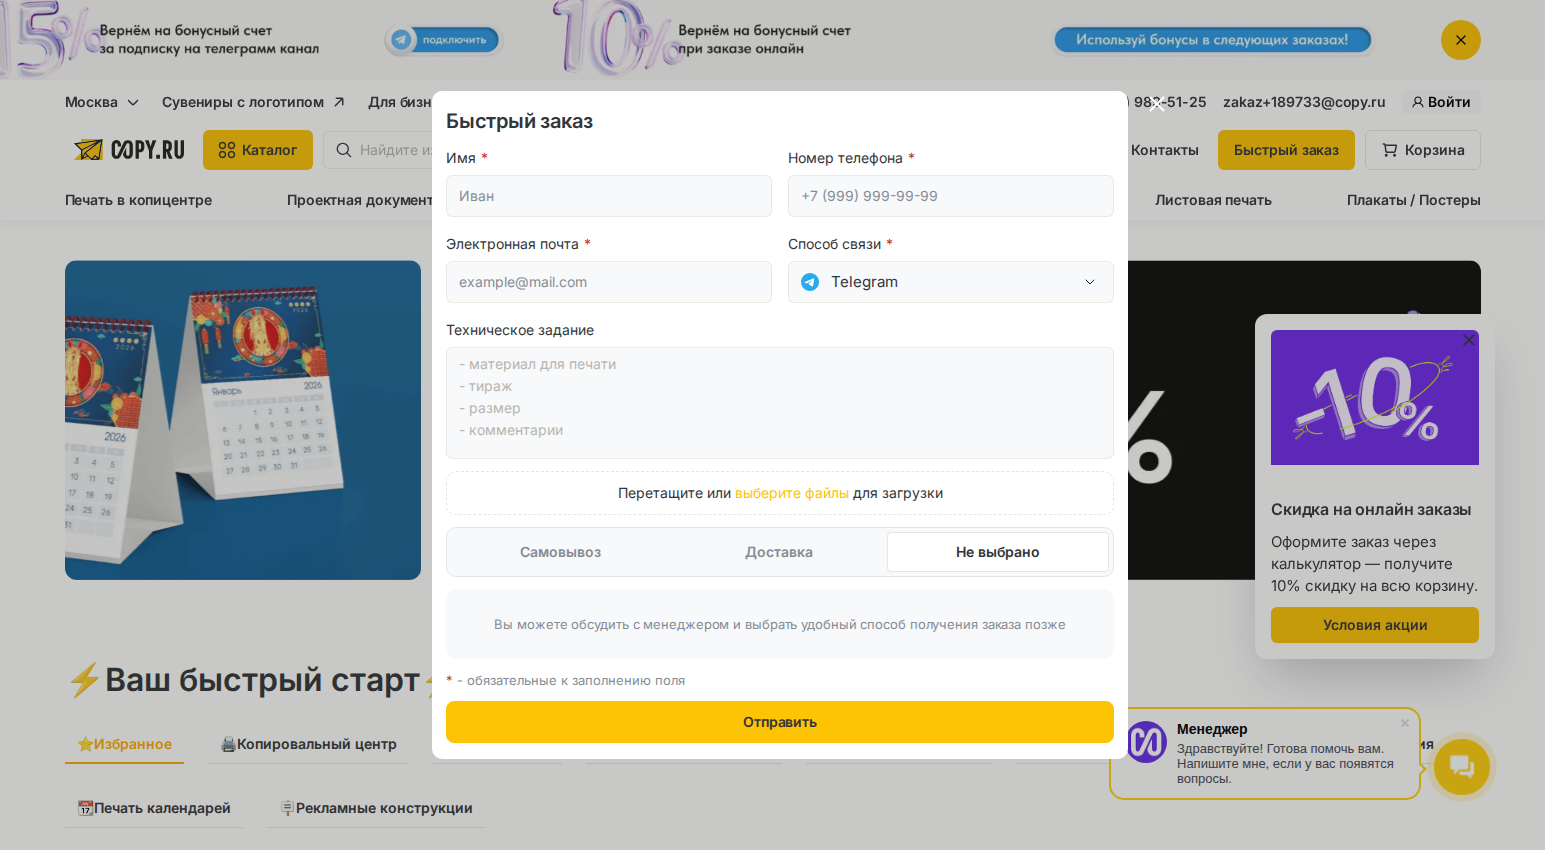 15%
Вернём на бонусный счет
за подписку на телеграмм канал
подключить
10%
Вернём на бонусный счет
при заказе онлайн
Используй бонусы в следующих заказах!
Москва
Сувениры с логотипом
Для бизн
98
-51-25
zakaz+189733@copy.ru
Войти
COPY.RU
Каталог
Найдите из
Контакты
Быстрый заказ
Корзина
Печать в копицентре
Проектная документ
Листовая печать
Плакаты / Постеры
Быстрый заказ
Имя *
Номер телефона *
Иван
+7 (999) 999-99-99
Электронная почта *
Способ связи *
example@mail.com
Telegram
Техническое задание
- материал для печати
- тираж
- размер
- комментарии
Перетащите или выберите файлы для загрузки
Самовывоз
Доставка
Не выбрано
Вы можете обсудить с менеджером и выбрать удобный способ получения заказа позже
* - обязательные к заполнению поля
Отправить
2026
2026
Январь
2026
%
-10%
Скидка на онлайн заказы
Оформите заказ через
калькулятор — получите
10% скидку на всю корзину.
Условия акции
⚡Ваш быстрый старт⚡
⭐Избранное
Копировальный центр
ия
Печать календарей
Рекламные конструкции
Менеджер
Здравствуйте! Готова помочь вам.
Напишите мне, если у вас появятся
вопросы.